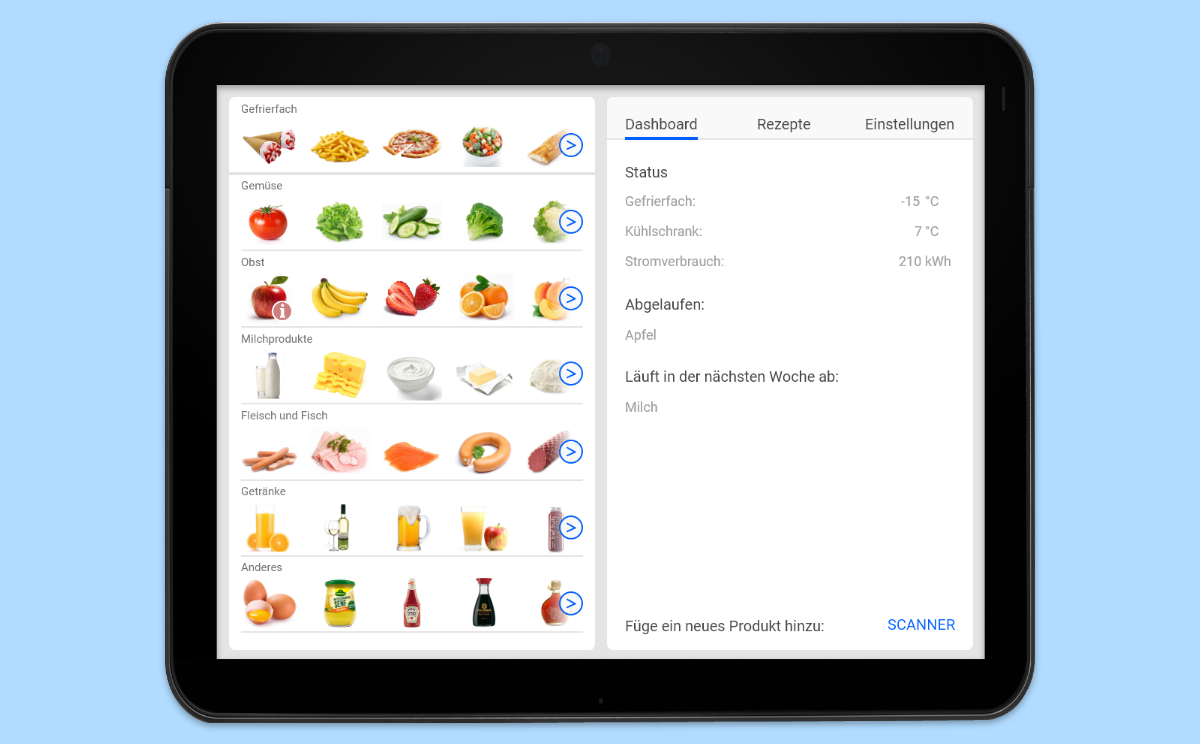 Gefrierfach
>
Gemüse
>
Obst
i
>
Milchprodukte
>
Fleisch und Fisch
>
Getränke
>
Anderes
SENF
>
Dashboard Rezepte Einstellungen
Status
Gefrierfach: -15 °C
Kühlschrank: 7 °C
Stromverbrauch: 210 kWh
Abgelaufen:
Apfel
Läuft in der nächsten Woche ab:
Milch
Füge ein neues Produkt hinzu: SCANNER